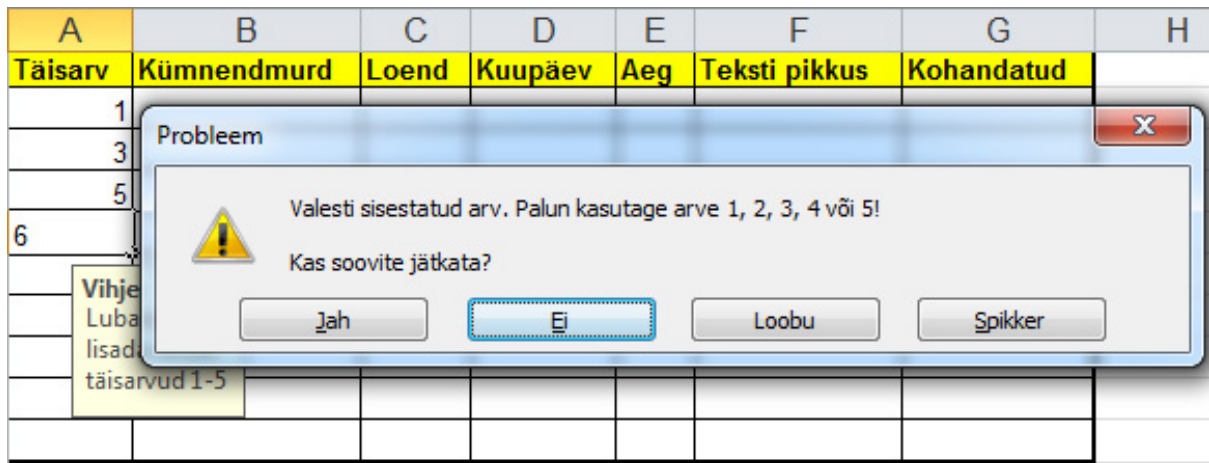 A B C D E F G H
Täisarv Kümnendmurd Loend Kuupäev Aeg Teksti pikkus Kohandatud
1
3
5
6
Probleem
Valesti sisestatud arv. Palun kasutage arve 1, 2, 3, 4 või 5!
Kas soovite jätkata?
Jah Ei Loobu Spikker
Vihje
täisarvud 1-5